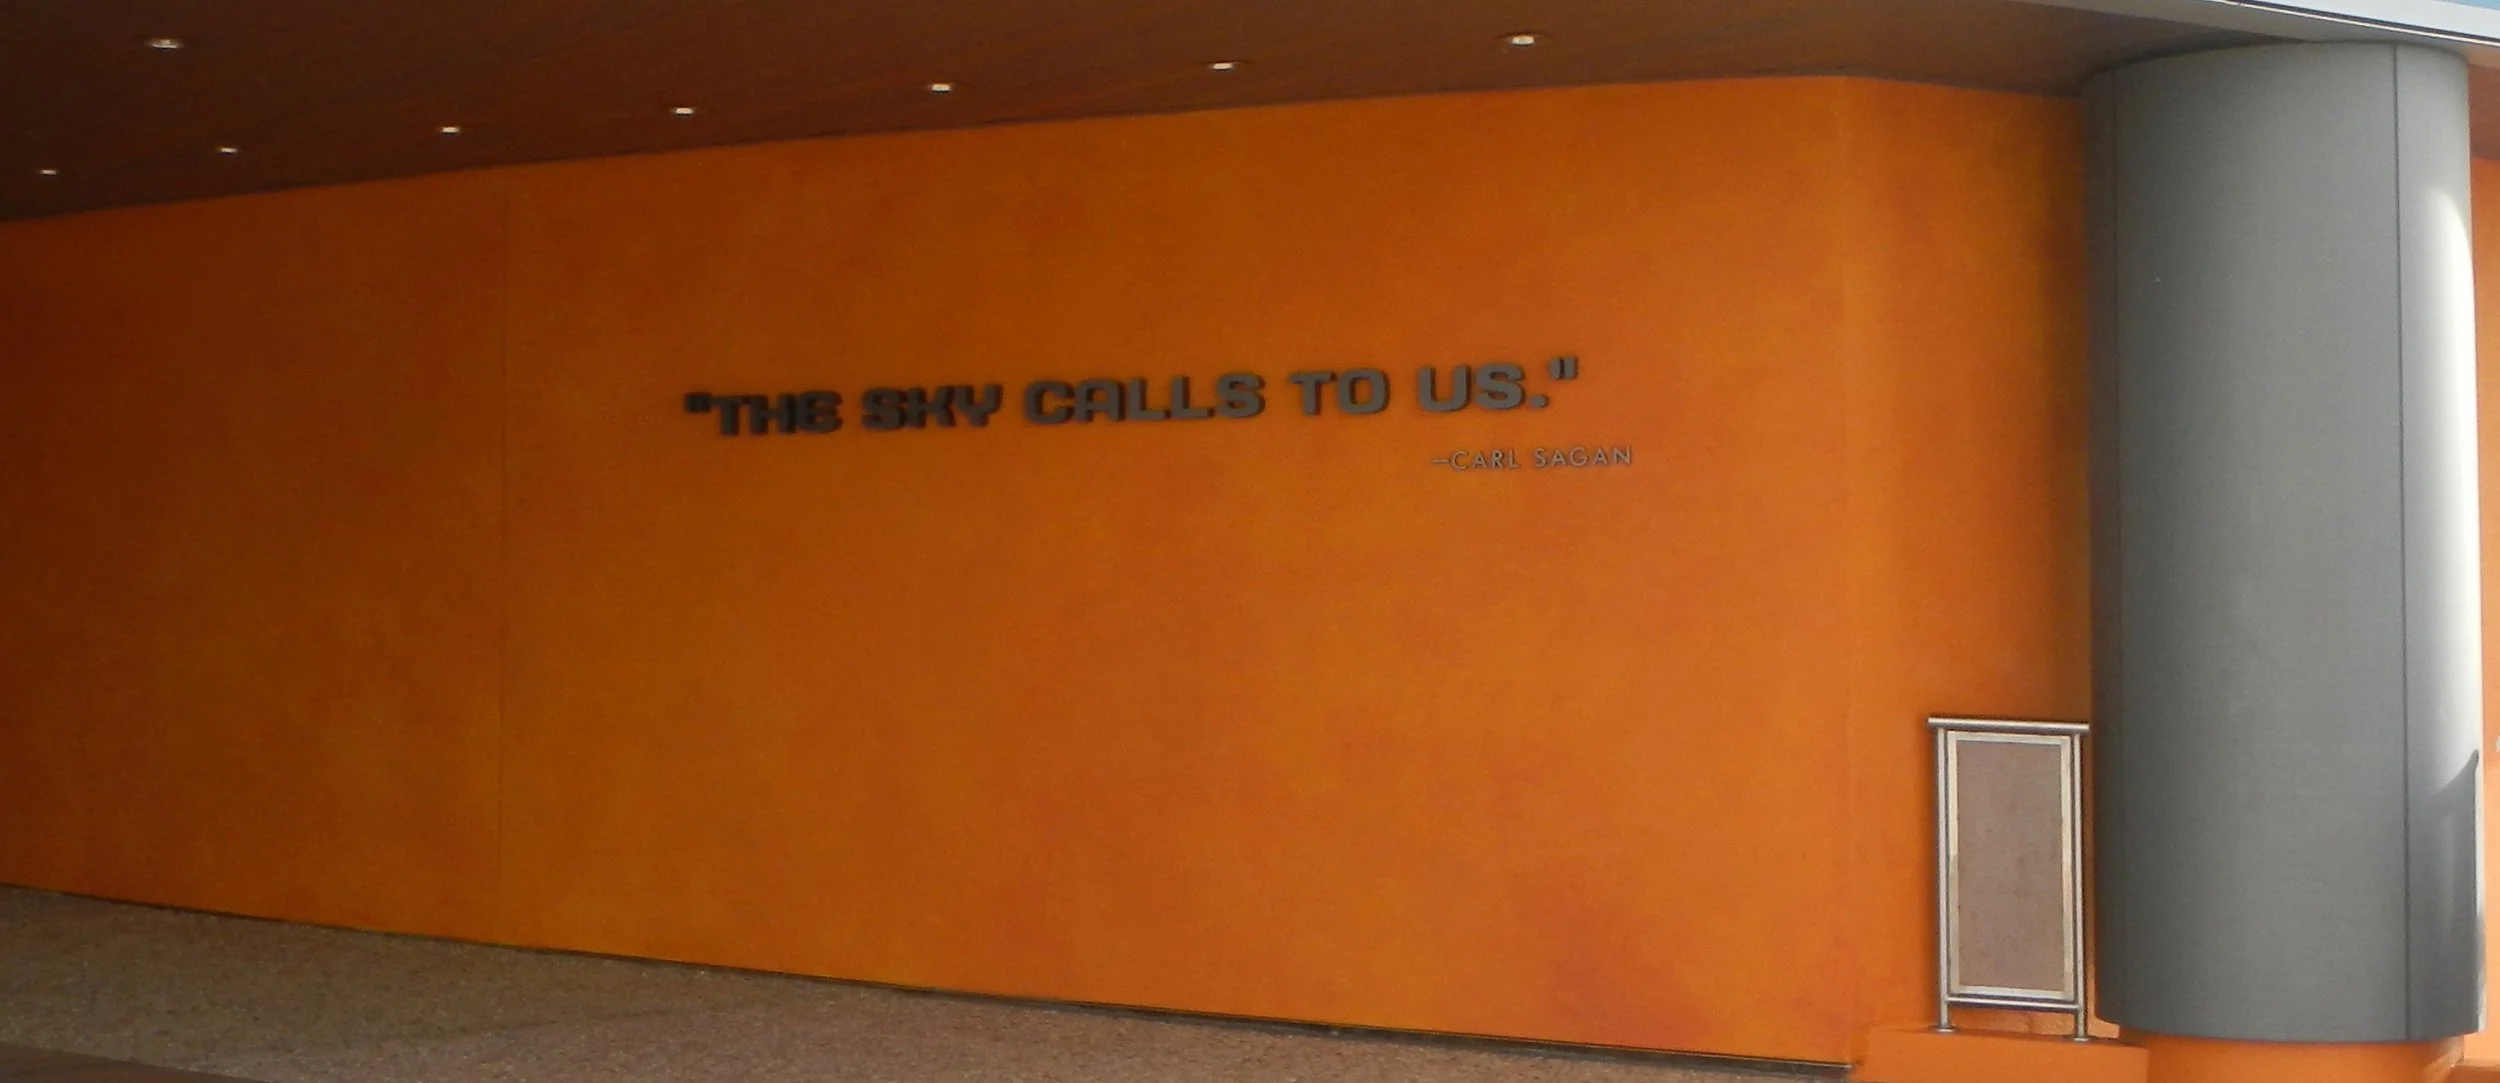 "THE SKY CALLS TO US."
–CARL SAGAN